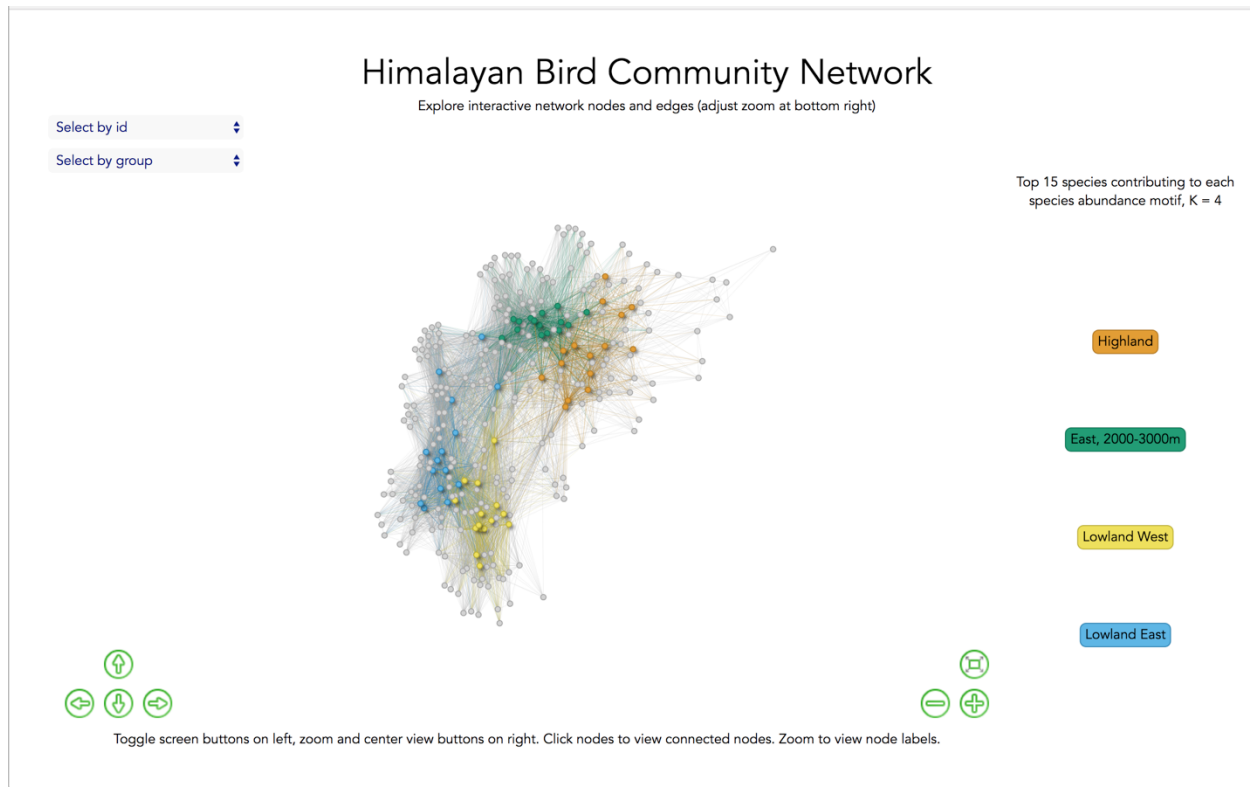 Himalayan Bird Community Network
Explore interactive network nodes and edges (adjust zoom at bottom right)
Select by id
Select by group
Top 15 species contributing to each
species abundance motif, K = 4
Highland
East, 2000-3000m
Lowland West
Lowland East
Toggle screen buttons on left, zoom and center view buttons on right. Click nodes to view connected nodes. Zoom to view node labels.